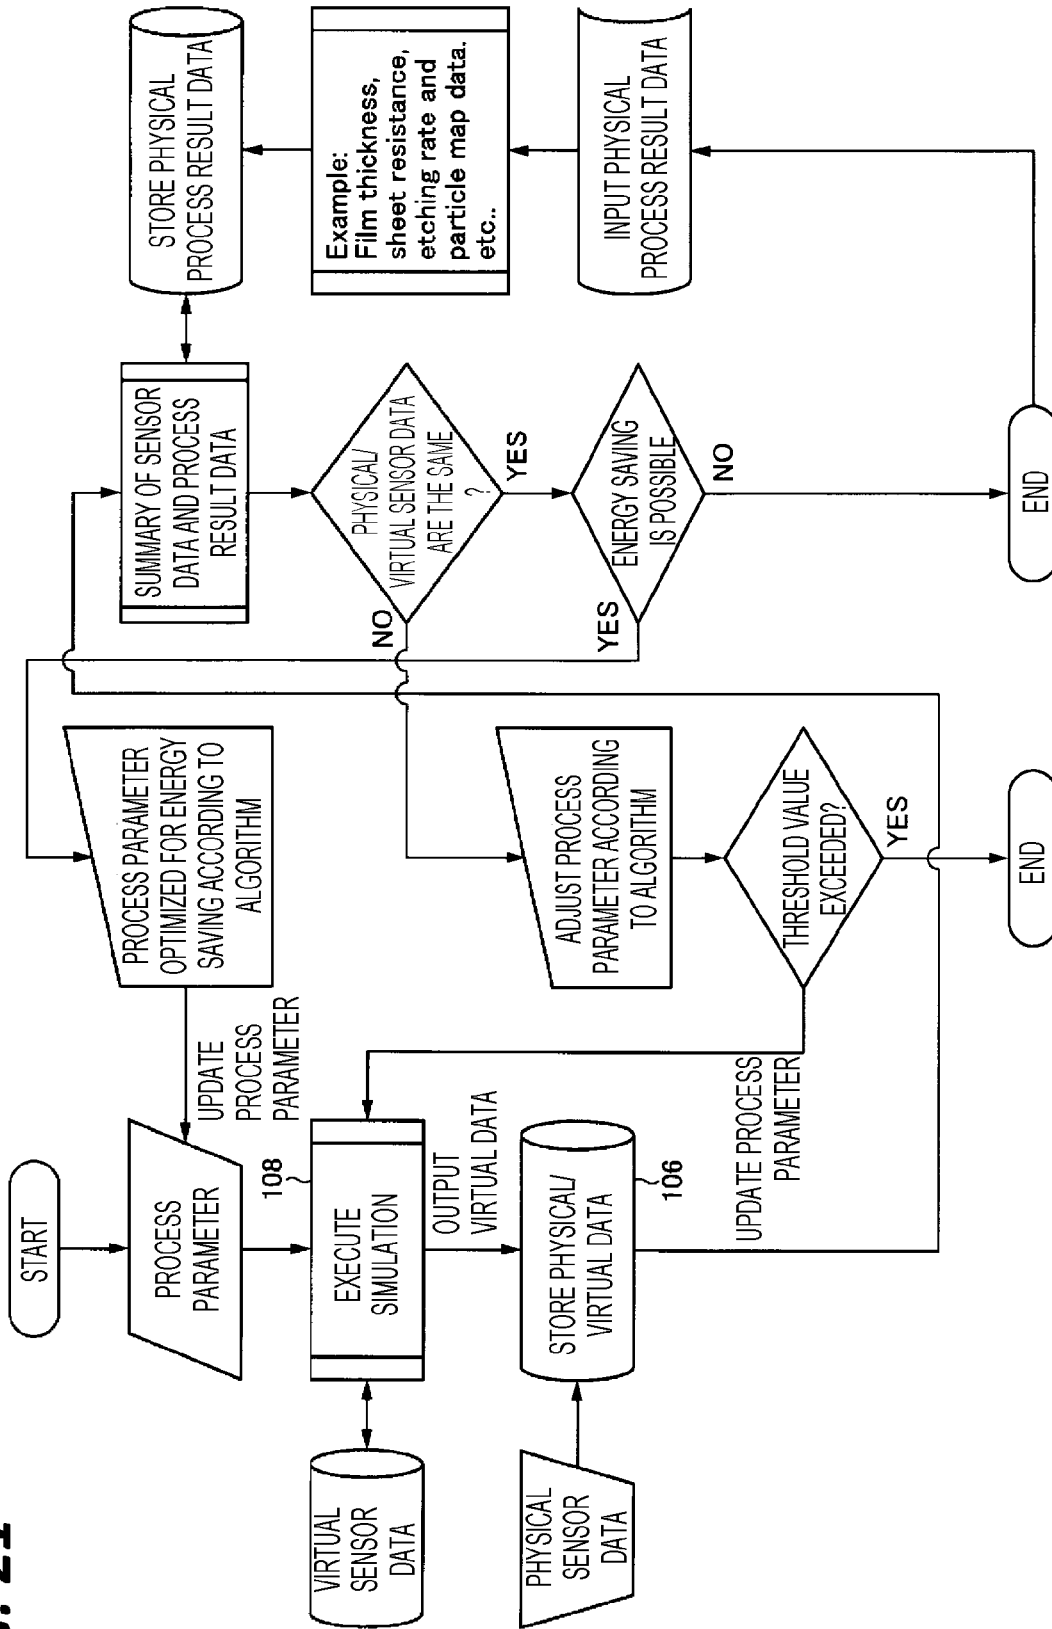 . 21
START
PROCESS
PARAMETER
UPDATE
PROCESS
PARAMETER
PROCESS PARAMETER
OPTIMIZED FOR ENERGY
SAVING ACCORDING TO
ALGORITHM
VIRTUAL
SENSOR
DATA
108
EXECUTE
SIMULATION
OUTPUT
VIRTUAL DATA
PHYSICAL
SENSOR
DATA
STORE PHYSICAL/
VIRTUAL DATA
106
UPDATE PROCESS
PARAMETER
ADJUST PROCESS
PARAMETER ACCORDING
TO ALGORITHM
THRESHOLD VALUE
EXCEEDED?
YES
END
SUMMARY OF SENSOR
DATA AND PROCESS
RESULT DATA
PHYSICAL/
VIRTUAL SENSOR DATA
ARE THE SAME
?
NO
YES
ENERGY SAVING
IS POSSIBLE
YES
NO
END
STORE PHYSICAL
PROCESS RESULT DATA
Example:
Film thickness,
sheet resistance,
etching rate and
particle map data.
etc..
INPUT PHYSICAL
PROCESS RESULT DATA